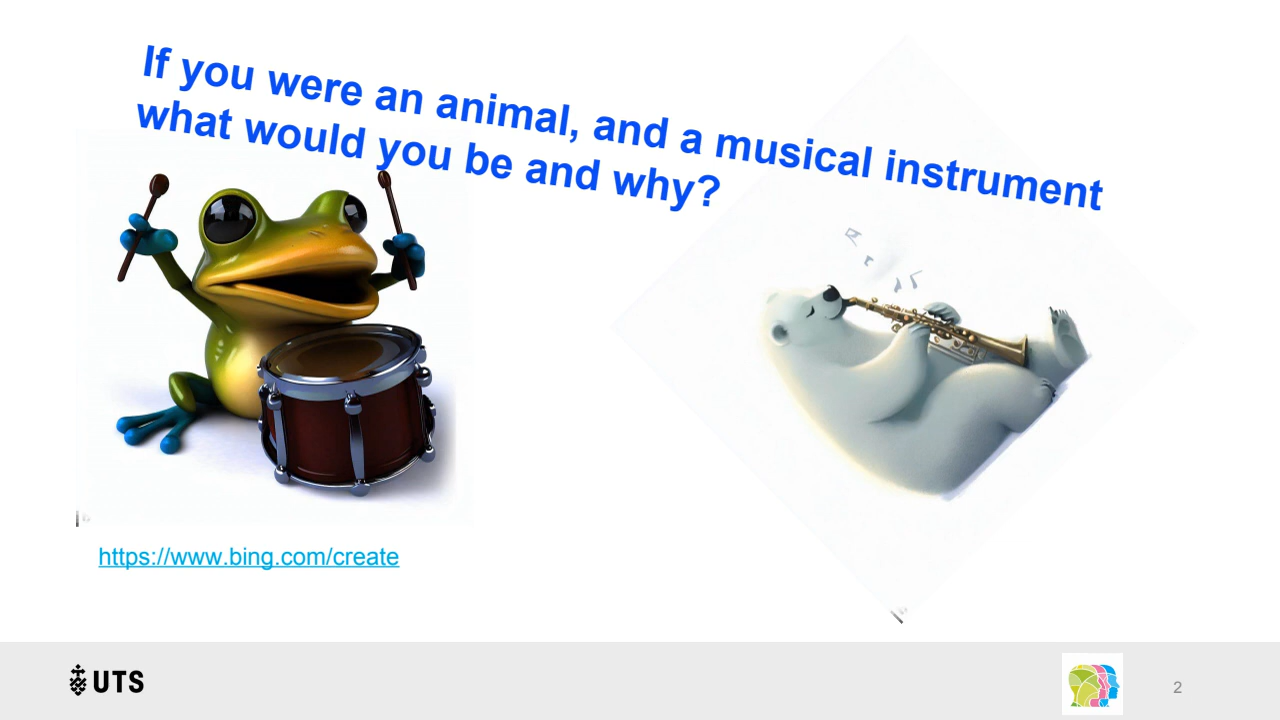 If you were an animal, and a musical instrument
what would you be and why?
https://www.bing.com/create
UTS
2